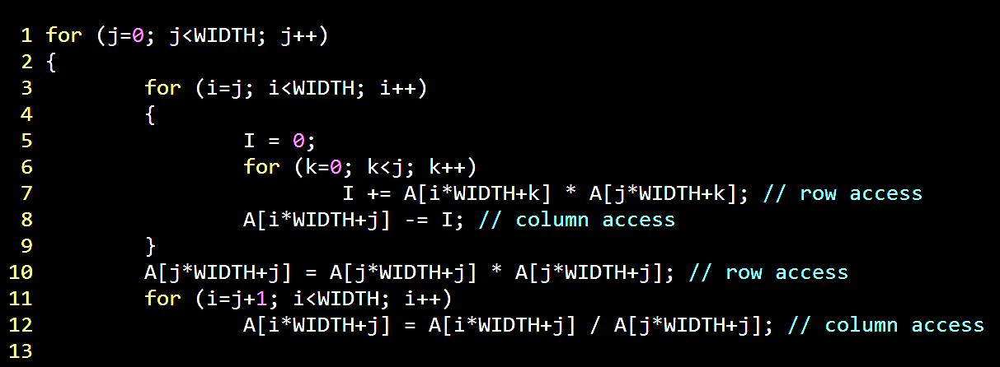 1 for (j=0; j<WIDTH; j++)
2 {
3         for (i=j; i<WIDTH; i++)
4         {
5                 I = 0;
6                 for (k=0; k<j; k++)
7                         I += A[i*WIDTH+k] * A[j*WIDTH+k]; // row access
8                 A[i*WIDTH+j] -= I; // column access
9         }
10         A[j*WIDTH+j] = A[j*WIDTH+j] * A[j*WIDTH+j]; // row access
11         for (i=j+1; i<WIDTH; i++)
12                 A[i*WIDTH+j] = A[i*WIDTH+j] / A[j*WIDTH+j]; // column access
13